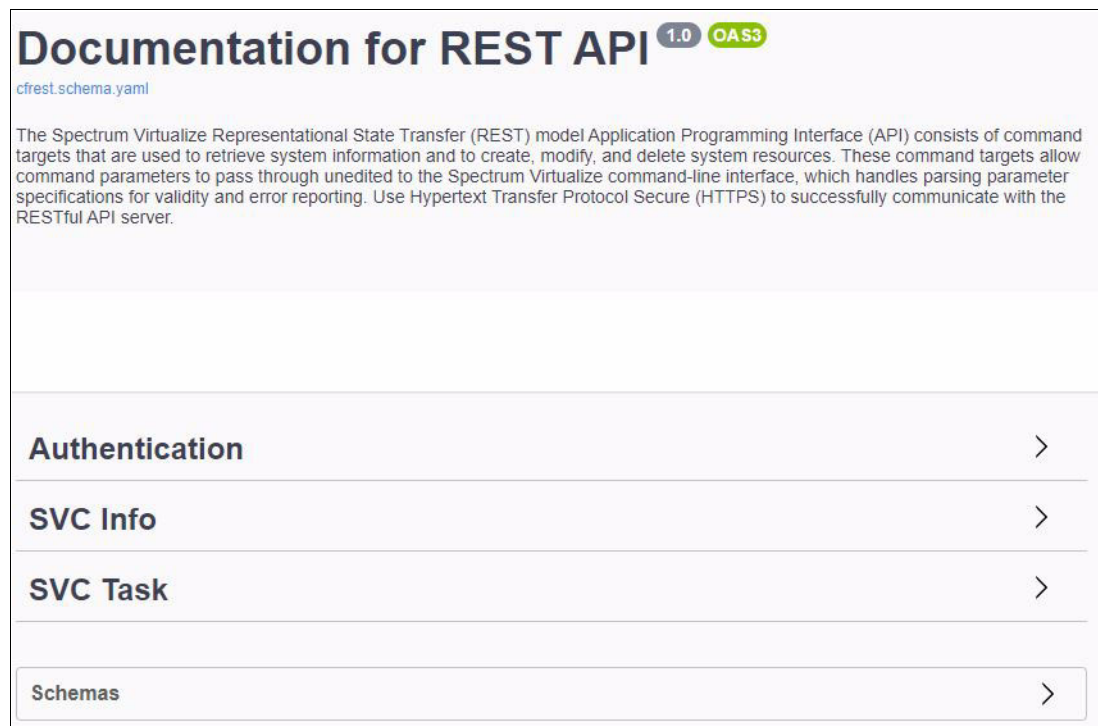 Documentation for REST API 1.0 OAS3
cfrest.schema.yaml
The Spectrum Virtualize Representational State Transfer (REST) model Application Programming Interface (API) consists of command
targets that are used to retrieve system information and to create, modify, and delete system resources. These command targets allow
command parameters to pass through unedited to the Spectrum Virtualize command-line interface, which handles parsing parameter
specifications for validity and error reporting. Use Hypertext Transfer Protocol Secure (HTTPS) to successfully communicate with the
RESTful API server.
Authentication
SVC Info
SVC Task
Schemas